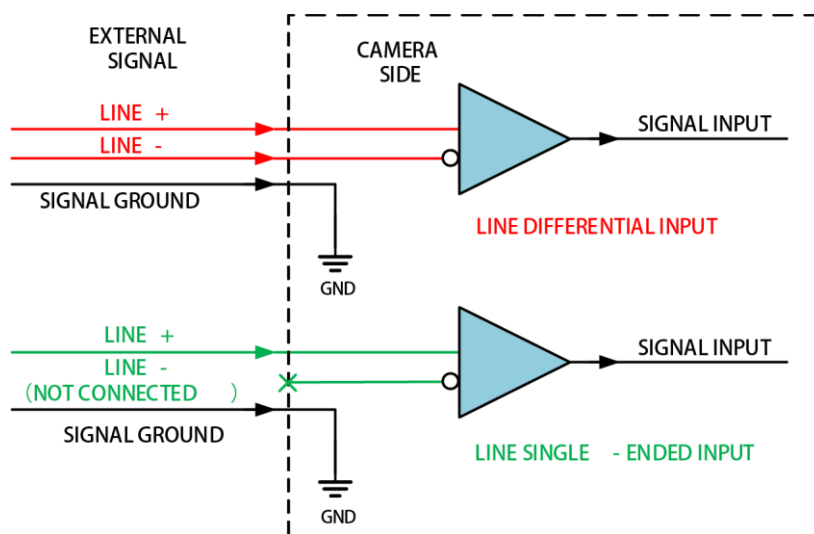 EXTERNAL
SIGNAL
CAMERA
SIDE
LINE +
LINE -
SIGNAL GROUND
SIGNAL INPUT
LINE DIFFERENTIAL INPUT
GND
LINE +
LINE -
(NOT CONNECTED )
SIGNAL GROUND
SIGNAL INPUT
LINE SINGLE - ENDED INPUT
GND